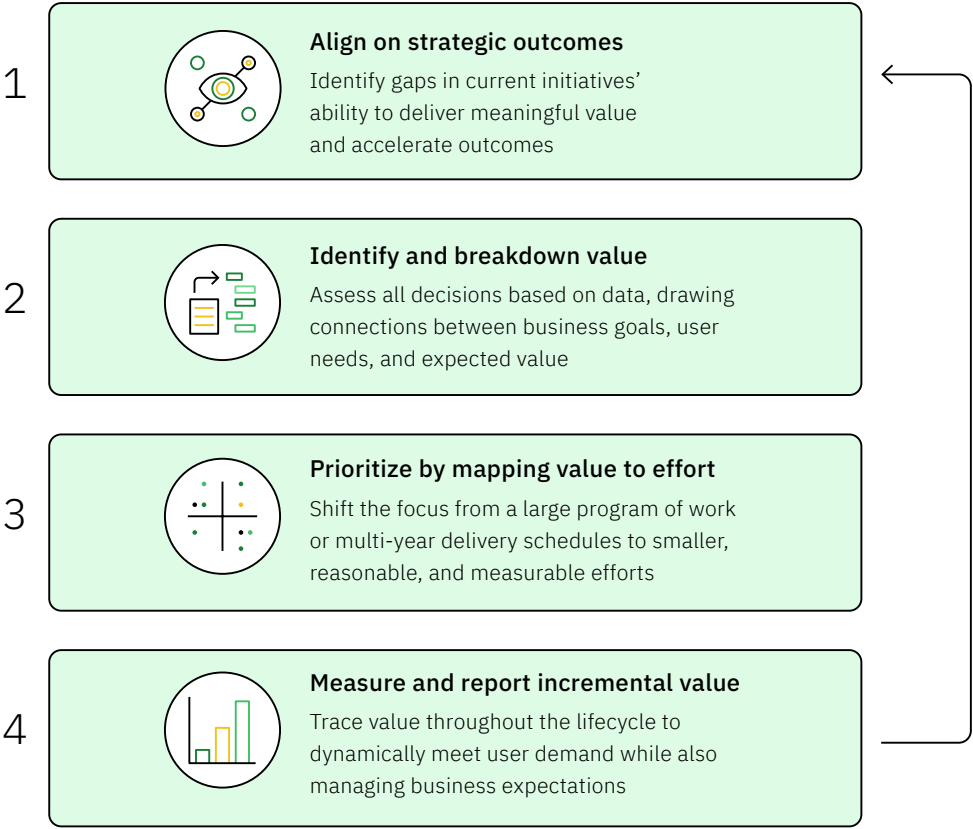 1
Align on strategic outcomes
Identify gaps in current initiatives’
ability to deliver meaningful value
and accelerate outcomes
2
Identify and breakdown value
Assess all decisions based on data, drawing
connections between business goals, user
needs, and expected value
3
Prioritize by mapping value to effort
Shift the focus from a large program of work
or multi-year delivery schedules to smaller,
reasonable, and measurable efforts
4
Measure and report incremental value
Trace value throughout the lifecycle to
dynamically meet user demand while also
managing business expectations